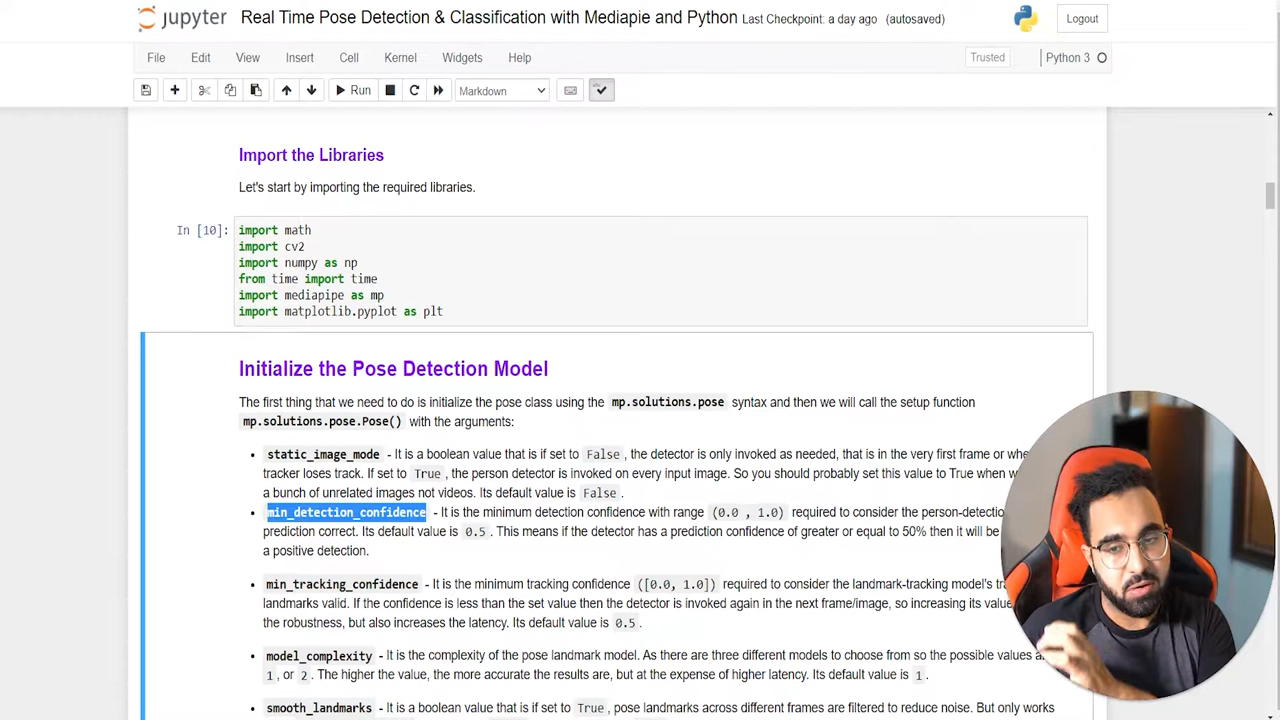 jupyter Real Time Pose Detection & Classification with Mediapie and Python Last Checkpoint: a day ago (autosaved) Logout
File Edit View Insert Cell Kernel Widgets Help Trusted Python 3
Run Markdown
Import the Libraries
Let's start by importing the required libraries.
In [10]: import math
import cv2
import numpy as np
from time import time
import mediapipe as mp
import matplotlib.pyplot as plt
Initialize the Pose Detection Model
The first thing that we need to do is initialize the pose class using the mp.solutions.pose syntax and then we will call the setup function
mp.solutions.pose.Pose() with the arguments:
• static_image_mode - It is a boolean value that is if set to False, the detector is only invoked as needed, that is in the very first frame or
tracker loses track. If set to True, the person detector is invoked on every input image. So you should probably set this value to True when
a bunch of unrelated images not videos. Its default value is False.
• min_detection_confidence - It is the minimum detection confidence with range (0.0 , 1.0) required to consider the
prediction correct. Its default value is 0.5. This means if the detector has a prediction confidence of greater or equal to 50% then it will be
a positive detection.
• min_tracking_confidence - It is the minimum tracking confidence ([0.0, 1.0]) required to consider the landmark-tracking model's
landmarks valid. If the confidence is less than the set value then the detector is invoked again in the next frame/image, so increasing its
the robustness, but also increases the latency. Its default value is 0.5.
• model_complexity - It is the complexity of the pose landmark model. As there are three different models to choose from so the possible values
1, or 2. The higher the value, the more accurate the results are, but at the expense of higher latency. Its default value is 1.
• smooth_landmarks - It is a boolean value that is if set to True, pose landmarks across different frames are filtered to reduce noise. But only works